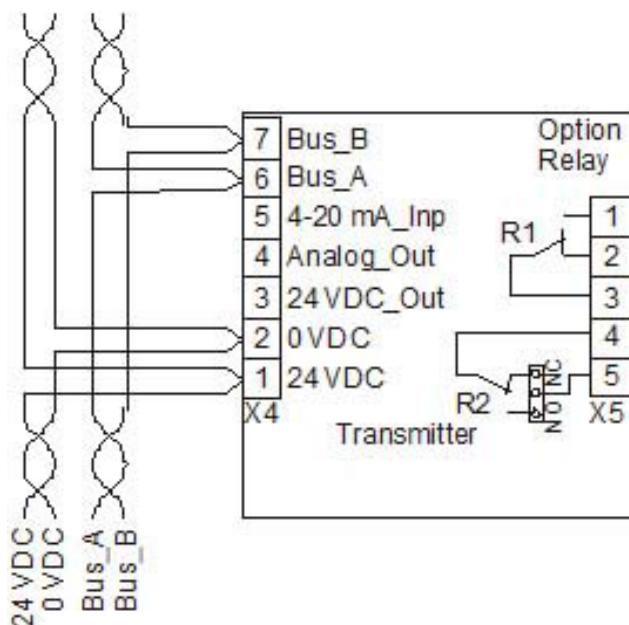 Option
Relay
7 Bus_B
6 Bus_A
5 4-20 mA_Inp
4 Analog_Out
3 24 VDC_Out
2 0 VDC
1 24 VDC
X4
R1
1
2
3
4
5
X5
R2
NC
NO
Transmitter
24 VDC
0 VDC
Bus_A
Bus_B